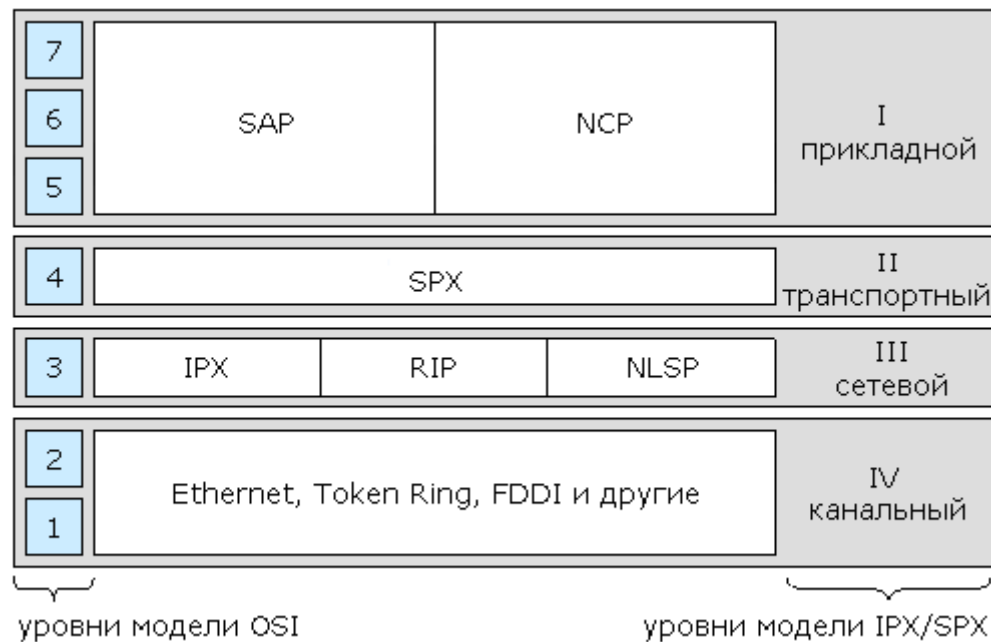 7
6
5
SAP
NCP
I
прикладной
4
SPX
II
транспортный
3
IPX
RIP
NLSP
III
сетевой
2
1
Ethernet, Token Ring, FDDI и другие
IV
канальный
уровни модели OSI
уровни модели IPX/SPX